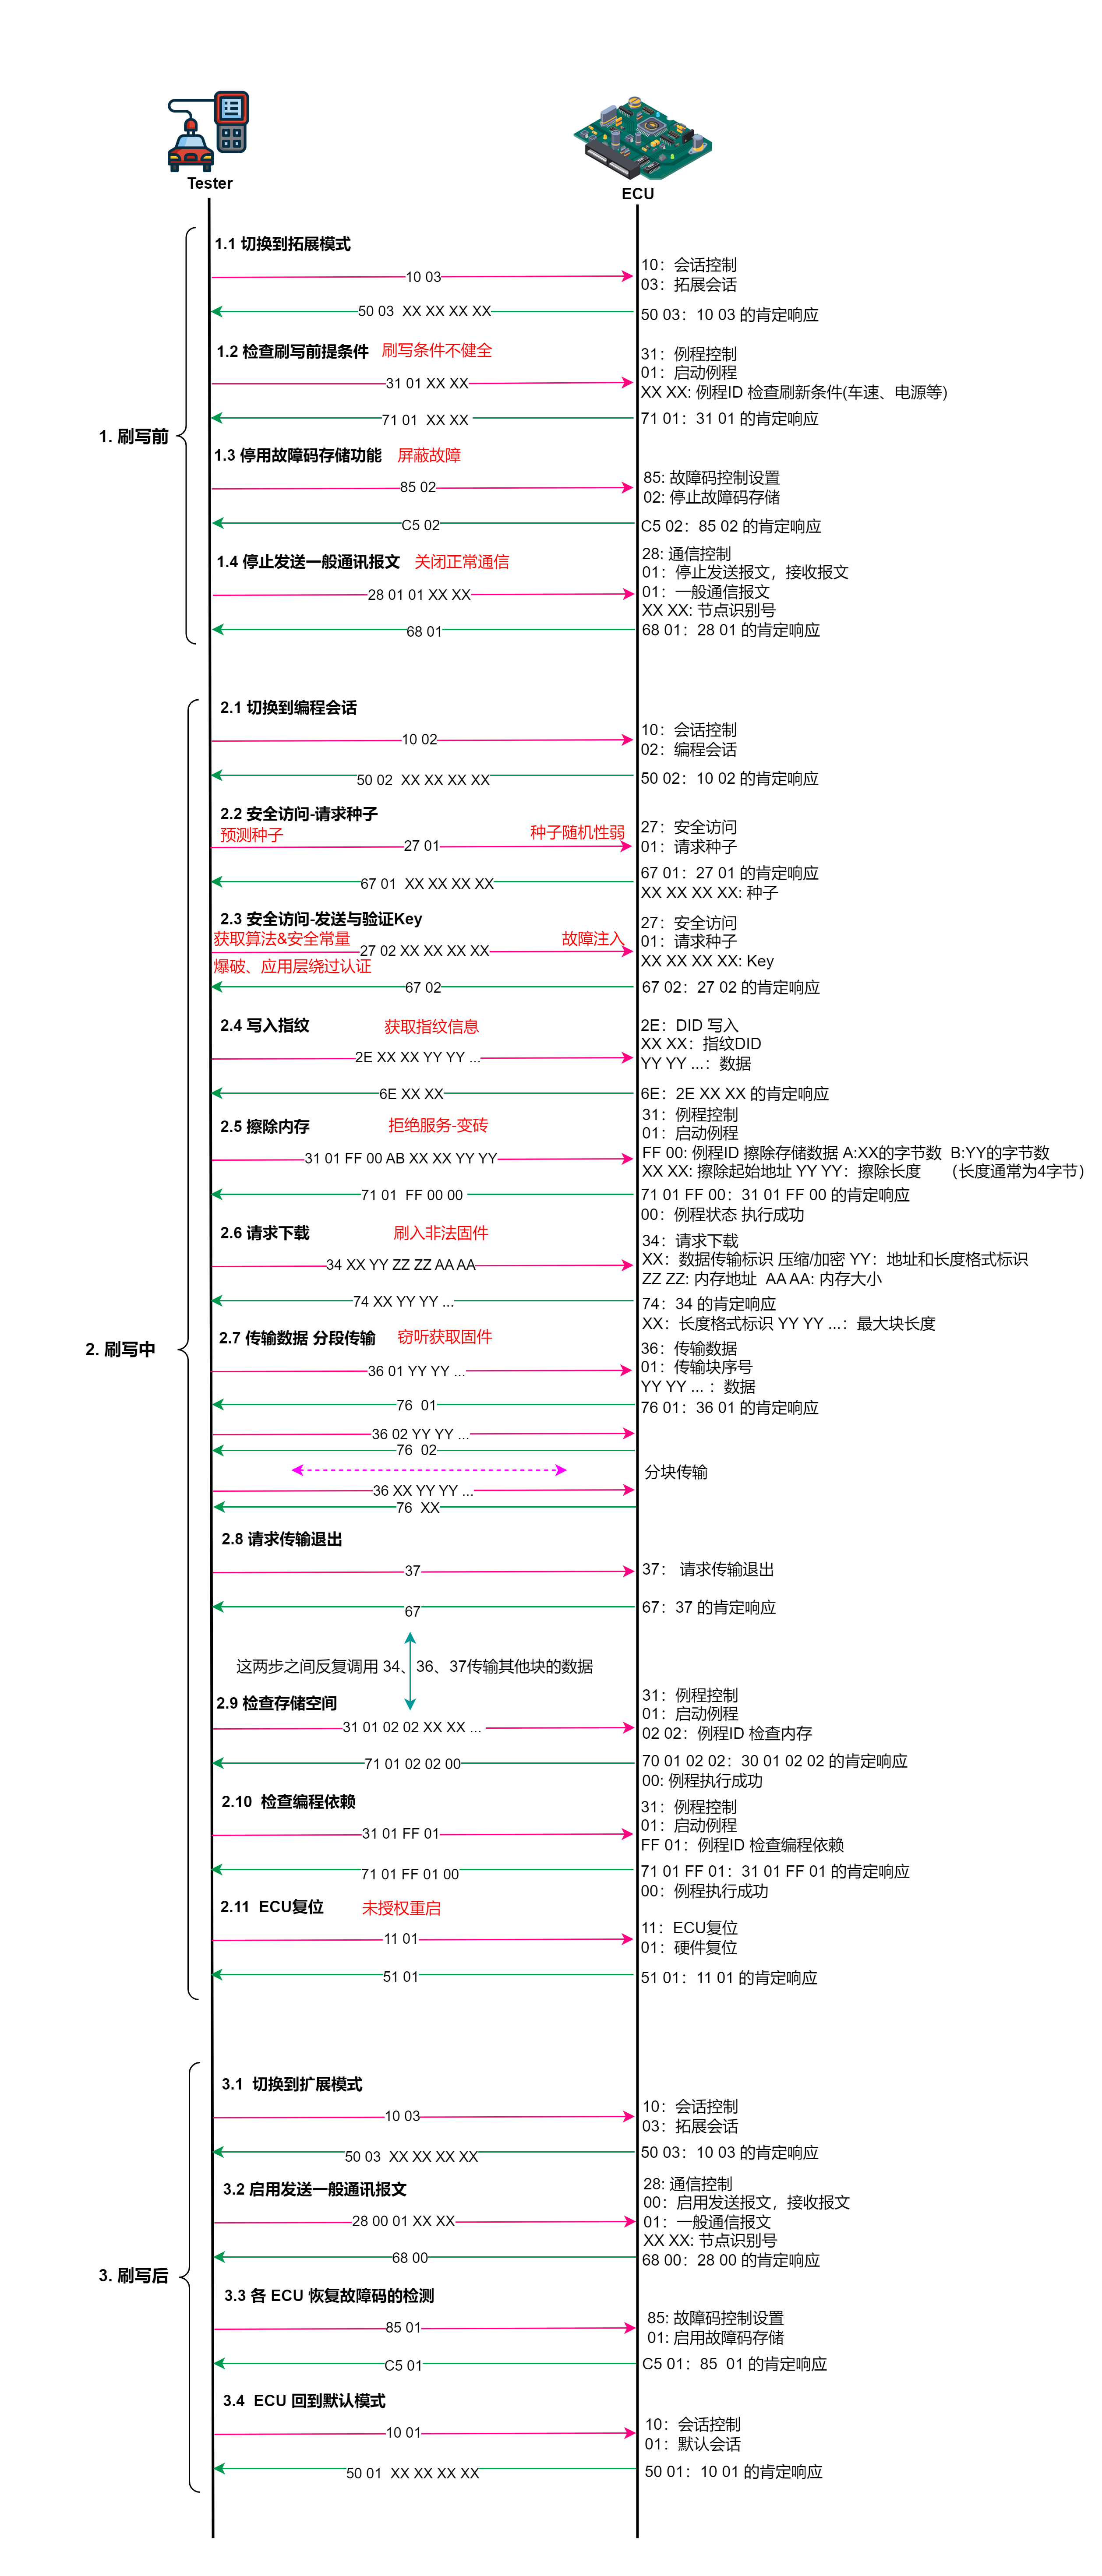 Tester
ECU
1. 刷写前
1.1 切换到拓展模式
10 03
10：会话控制
03：拓展会话
50 03 XX XX XX XX
50 03：10 03 的肯定响应
1.2 检查刷写前提条件 刷写条件不健全
31 01 XX XX
31：例程控制
01：启动例程
XX XX: 例程ID 检查刷新条件(车速、电源等)
71 01 XX XX
71 01：31 01 的肯定响应
1.3 停用故障码存储功能 屏蔽故障
85 02
85: 故障码控制设置
02: 停止故障码存储
C5 02
C5 02：85 02 的肯定响应
1.4 停止发送一般通讯报文 关闭正常通信
28 01 01 XX XX
28: 通信控制
01：停止发送报文，接收报文
01：一般通信报文
XX XX: 节点识别号
68 01
68 01：28 01 的肯定响应
2. 刷写中
2.1 切换到编程会话
10 02
10：会话控制
02：编程会话
50 02 XX XX XX XX
50 02：10 02 的肯定响应
2.2 安全访问-请求种子
预测种子
种子随机性弱
27 01
27：安全访问
01：请求种子
67 01 XX XX XX XX
67 01：27 01 的肯定响应
XX XX XX XX: 种子
2.3 安全访问-发送与验证Key
获取算法&安全常量
故障注入
27 02 XX XX XX XX
爆破、应用层绕过认证
27：安全访问
01：请求种子
XX XX XX XX: Key
67 02
67 02：27 02 的肯定响应
2.4 写入指纹 获取指纹信息
2E XX XX YY YY ...
2E：DID 写入
XX XX：指纹DID
YY YY ...：数据
6E XX XX
6E：2E XX XX 的肯定响应
2.5 擦除内存 拒绝服务-变砖
31 01 FF 00 AB XX XX YY YY
31：例程控制
01：启动例程
FF 00: 例程ID 擦除存储数据 A:XX的字节数 B:YY的字节数
XX XX: 擦除起始地址 YY YY：擦除长度 （长度通常为4字节）
71 01 FF 00 00
71 01 FF 00：31 01 FF 00 的肯定响应
00：例程状态 执行成功
2.6 请求下载 刷入非法固件
34 XX YY ZZ ZZ AA AA
34：请求下载
XX：数据传输标识 压缩/加密 YY：地址和长度格式标识
ZZ ZZ: 内存地址 AA AA: 内存大小
74 XX YY YY ...
74：34 的肯定响应
XX：长度格式标识 YY YY ...：最大块长度
2.7 传输数据 分段传输 窃听获取固件
36 01 YY YY ...
36：传输数据
01：传输块序号
YY YY ...：数据
76 01
76 01：36 01 的肯定响应
36 02 YY YY ...
76 02
分块传输
36 XX YY YY ...
76 XX
2.8 请求传输退出
37
37： 请求传输退出
67
67：37 的肯定响应
这两步之间反复调用 34、36、37传输其他块的数据
2.9 检查存储空间
31 01 02 02 XX XX ...
31：例程控制
01：启动例程
02 02：例程ID 检查内存
71 01 02 02 00
70 01 02 02：30 01 02 02 的肯定响应
00: 例程执行成功
2.10 检查编程依赖
31 01 FF 01
31：例程控制
01：启动例程
FF 01：例程ID 检查编程依赖
71 01 FF 01 00
71 01 FF 01：31 01 FF 01 的肯定响应
00：例程执行成功
2.11 ECU复位 未授权重启
11 01
11：ECU复位
01：硬件复位
51 01
51 01：11 01 的肯定响应
3. 刷写后
3.1 切换到扩展模式
10 03
10：会话控制
03：拓展会话
50 03 XX XX XX XX
50 03：10 03 的肯定响应
3.2 启用发送一般通讯报文
28 00 01 XX XX
28: 通信控制
00：启用发送报文，接收报文
01：一般通信报文
XX XX: 节点识别号
68 00
68 00：28 00 的肯定响应
3.3 各 ECU 恢复故障码的检测
85 01
85: 故障码控制设置
01: 启用故障码存储
C5 01
C5 01：85 01 的肯定响应
3.4 ECU 回到默认模式
10 01
10：会话控制
01：默认会话
50 01 XX XX XX XX
50 01：10 01 的肯定响应